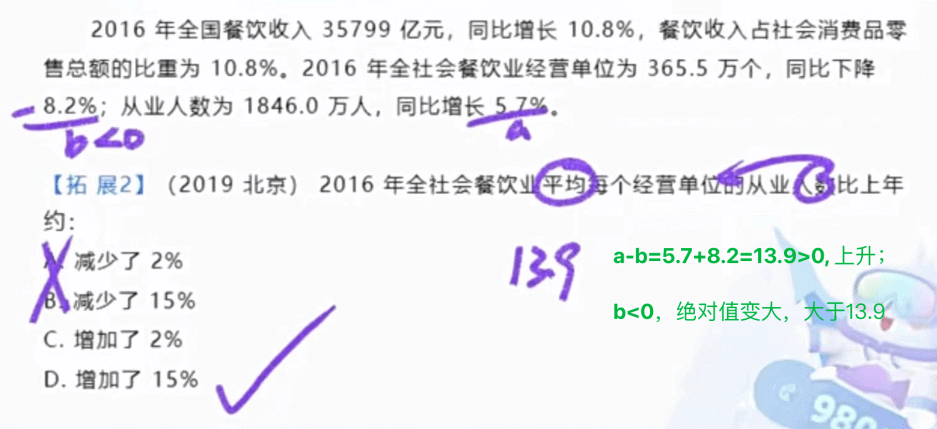 2016 年全国餐饮收入 35799 亿元，同比增长 10.8%，餐饮收入占社会消费品零
售总额的比重为 10.8%。2016 年全社会餐饮业经营单位为 365.5 万个，同比下降
8.2%；从业人数为 1846.0 万人，同比增长 5.7%。
b<0
a
【拓 展2】（2019 北京） 2016 年全社会餐饮业平均每个经营单位的从业人数比上年
约：
A. 减少了 2%
B. 减少了 15%
C. 增加了 2%
D. 增加了 15%
13.9
a-b=5.7+8.2=13.9>0, 上升；
b<0，绝对值变大，大于13.9
980